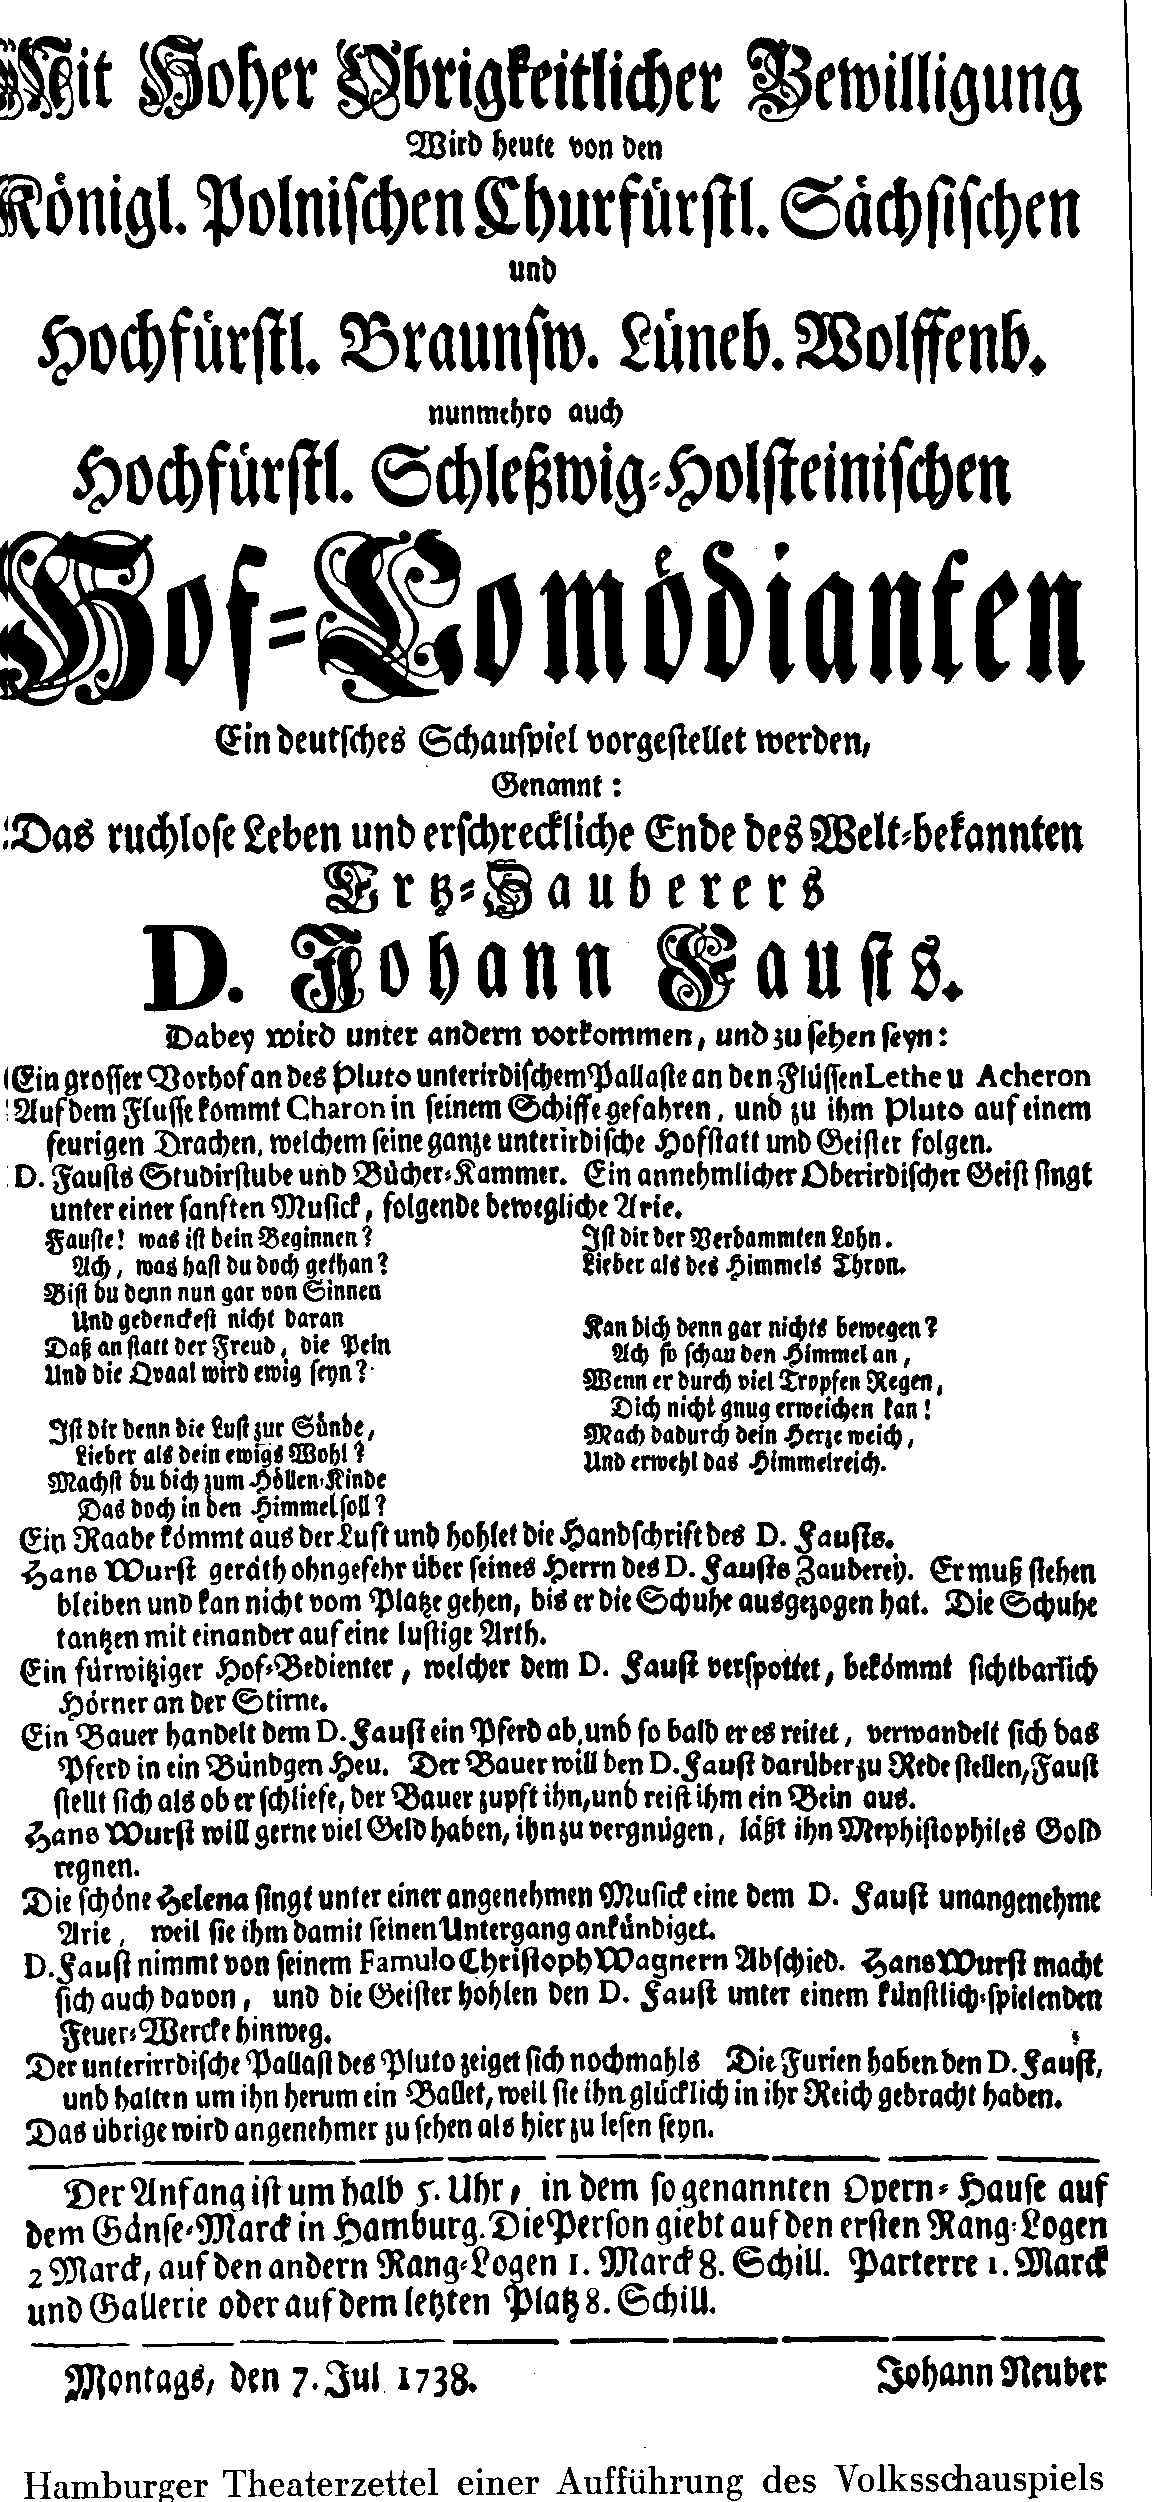 Mit Hoher Obrigkeitlicher Bewilligung
Wird heute von den
Königl. Polnischen Churfürstl. Sächsischen
und
Hochfürstl. Braunsw. Lüneb. Wolffenb.
nunmehro auch
Hochfürstl. Schleßwig-Holsteinischen
Hof-Comödianten
Ein deutsches Schauspiel vorgestellet werden,
Genannt:
Das ruchlose Leben und erschreckliche Ende des Welt-bekannten
Ertz-Zauberers
D. Johann Fausts.
Dabey wird unter andern vorkommen, und zu sehen seyn:
Ein grosser Vorhof an des Pluto unterirdischem Pallaste an den Flüssen Lethe u Acheron
Auf dem Flusse kommt Charon in seinem Schiffe gefahren, und zu ihm Pluto auf einem
feurigen Drachen, welchem seine ganze unterirdische Hofstatt und Geister folgen.
D. Fausts Studirstube und Bücher-Kammer. Ein annehmlicher Oberirdischer Geist singt
unter einer sanften Musick, folgende bewegliche Arie.
Fauste! was ist dein Beginnen?
Ach, was hast du doch gethan?
Bist du denn nun gar von Sinnen
Und gedenckest nicht daran
Daß an statt der Freud, die Pein
Und die Qvaal wird ewig seyn?
Ist dir denn die Lust zur Sünde,
Lieber als dein ewigs Wohl?
Machst du dich zum Höllen-Kinde
Das doch in den Himmel soll?
Ist dir der Verdammten Lohn.
Lieber als des Himmels Thron.
Kan dich denn gar nichts bewegen?
Ach so schau den Himmel an,
Wenn er durch viel Tropfen Regen,
Dich nicht gnug erweichen kan!
Mach dadurch dein Herze weich,
Und erwehl das Himmelreich.
Ein Raabe kömmt aus der Luft und hohlet die Handschrift des D. Fausts.
Hans Wurst geräth ohngefehr über seines Herrn des D. Fausts Zauberey. Er muß stehen
bleiben und kan nicht vom Platze gehen, bis er die Schuhe ausgezogen hat. Die Schuhe
tantzen mit einander auf eine lustige Arth.
Ein fürwitziger Hof-Bedienter, welcher dem D. Faust verspottet, bekömmt sichtbarlich
Hörner an der Stirne.
Ein Bauer handelt dem D. Faust ein Pferd ab, und so bald er es reitet, verwandelt sich das
Pferd in ein Bündgen Heu. Der Bauer will den D. Faust darüber zu Rede stellen, Faust
stellt sich als ob er schliefe, der Bauer zupft ihn, und reist ihm ein Bein aus.
Hans Wurst will gerne viel Geld haben, ihn zu vergnügen, läßt ihn Mephistophiles Gold
regnen.
Die schöne Helena singt unter einer angenehmen Musick eine dem D. Faust unangenehme
Arie, weil sie ihm damit seinen Untergang ankündiget.
D. Faust nimmt von seinem Famulo Christoph Wagnern Abschied. Hans Wurst macht
sich auch davon, und die Geister hohlen den D. Faust unter einem künstlich-spielenden
Feuer-Wercke hinweg.
Der unterirrdische Pallast des Pluto zeiget sich nochmahls Die Furien haben den D. Faust,
und halten um ihn herum ein Ballet, weil sie ihn glücklich in ihr Reich gebracht haben.
Das übrige wird angenehmer zu sehen als hier zu lesen seyn.
Der Anfang ist um halb 5. Uhr, in dem so genannten Opern-Hause auf
dem Gänse-Marck in Hamburg. Die Person giebt auf den ersten Rang-Logen
2 Marck, auf den andern Rang-Logen 1. Marck 8. Schill. Parterre 1. Marck
und Gallerie oder auf dem letzten Platz 8. Schill.
Montags, den 7. Jul 1738. Johann Neuber
Hamburger Theaterzettel einer Aufführung des Volksschauspiels